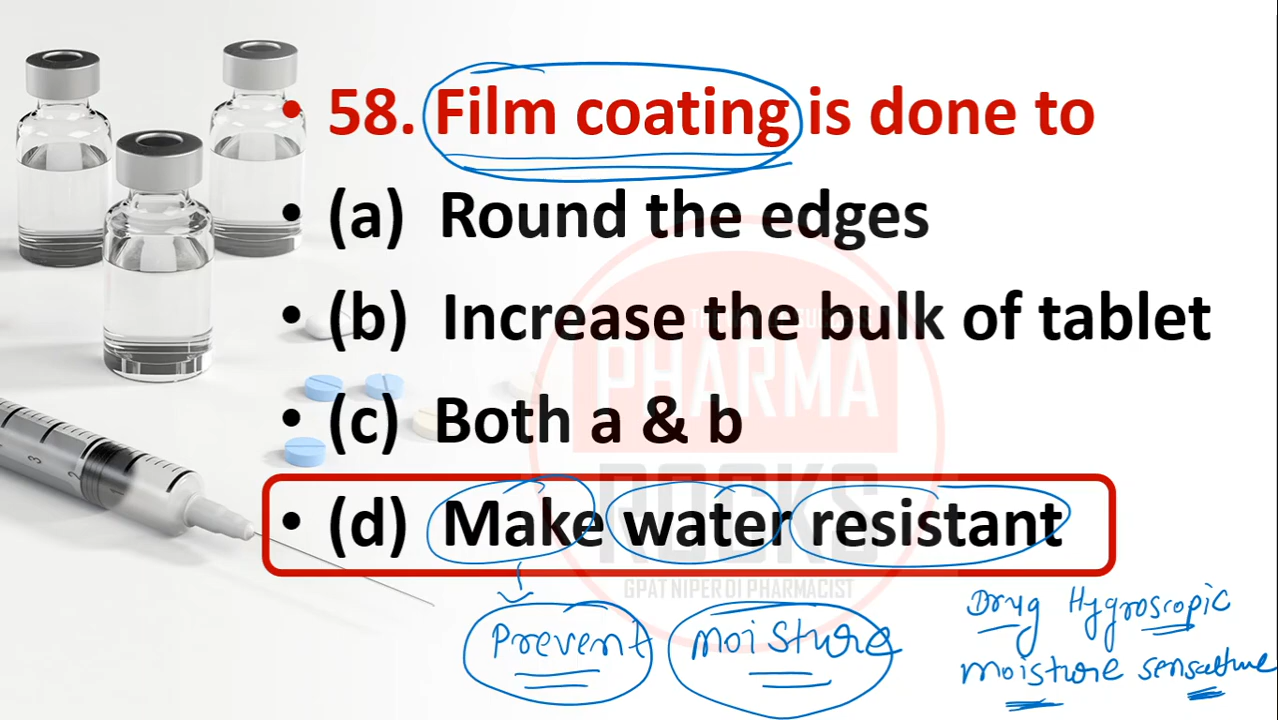 • 58. Film coating is done to
• (a) Round the edges
• (b) Increase the bulk of tablet
• (c) Both a & b
• (d) Make water resistant
PHARMA
ROCKS
GPAT NIPER DI PHARMACIST
Prevent moisture
Drug Hygroscopic
moisture